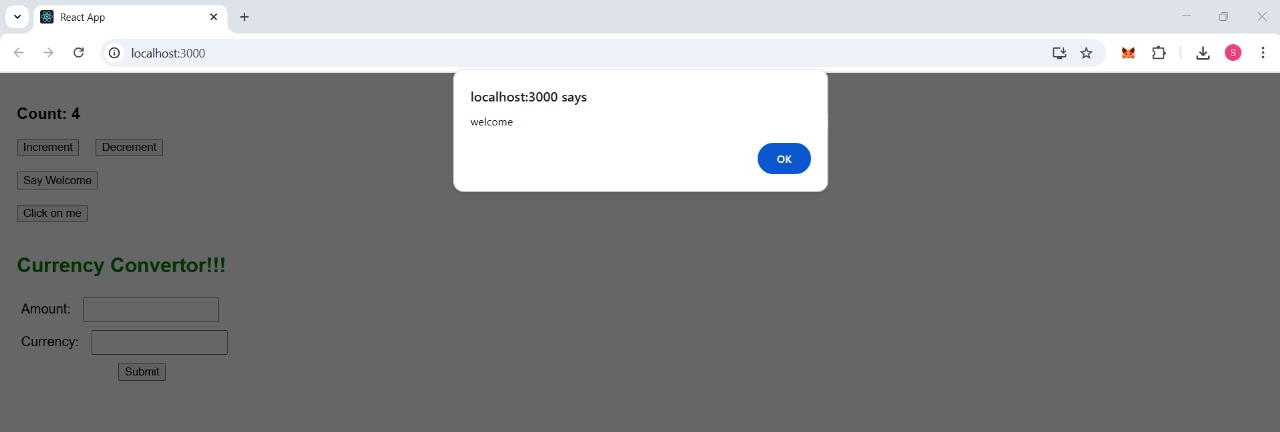 React App
localhost:3000
S
localhost:3000 says
welcome
OK
Count: 4
Increment Decrement
Say Welcome
Click on me
Currency Convertor!!!
Amount:
Currency:
Submit